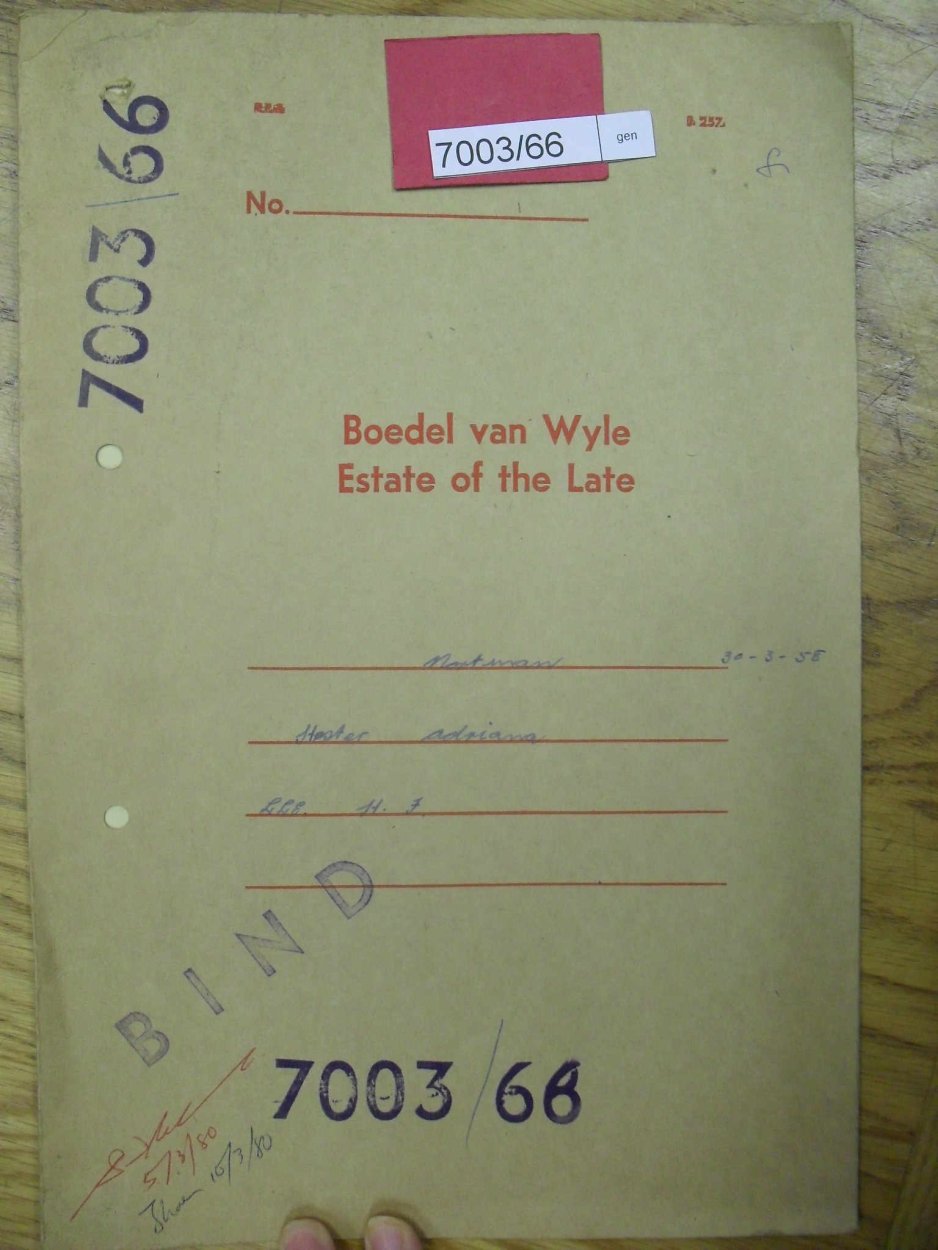 7003/66
R.R.B
B 257.
7003/66 gen
No.
Boedel van Wyle
Estate of the Late
30-3-58
Hester Adriana
H. J.
BIND
7003/66
5/3/80
10/3/80